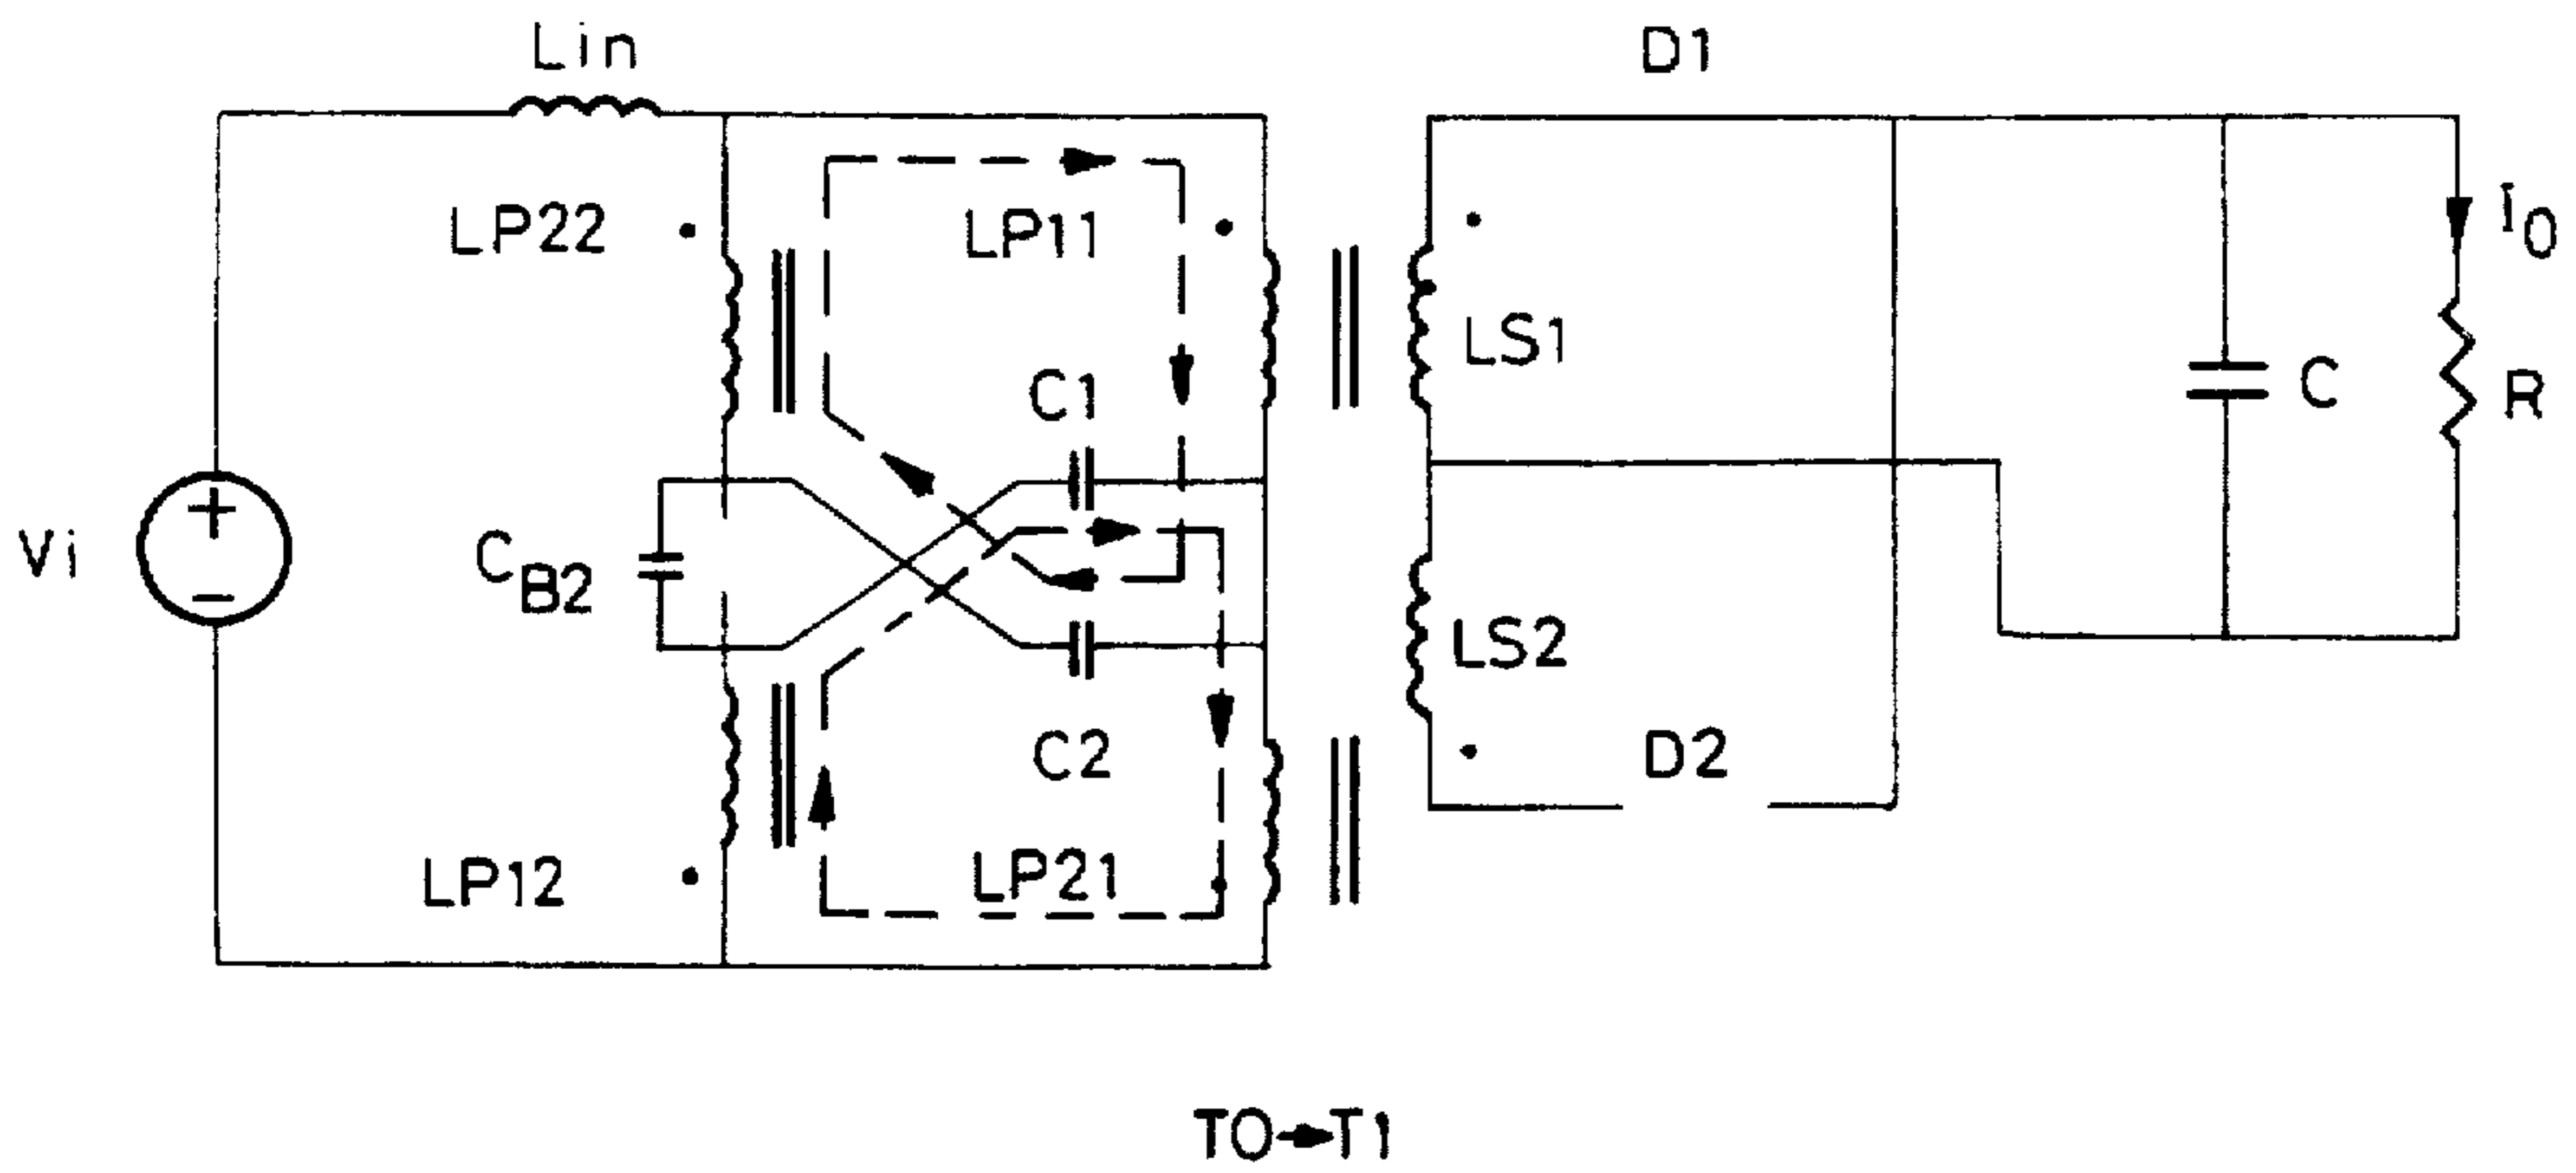 Lin
D1
LP22
LP11
I0
LS1
C1
C
R
Vi
+
−
CB2
LS2
C2
D2
LP12
LP21
T0→T1